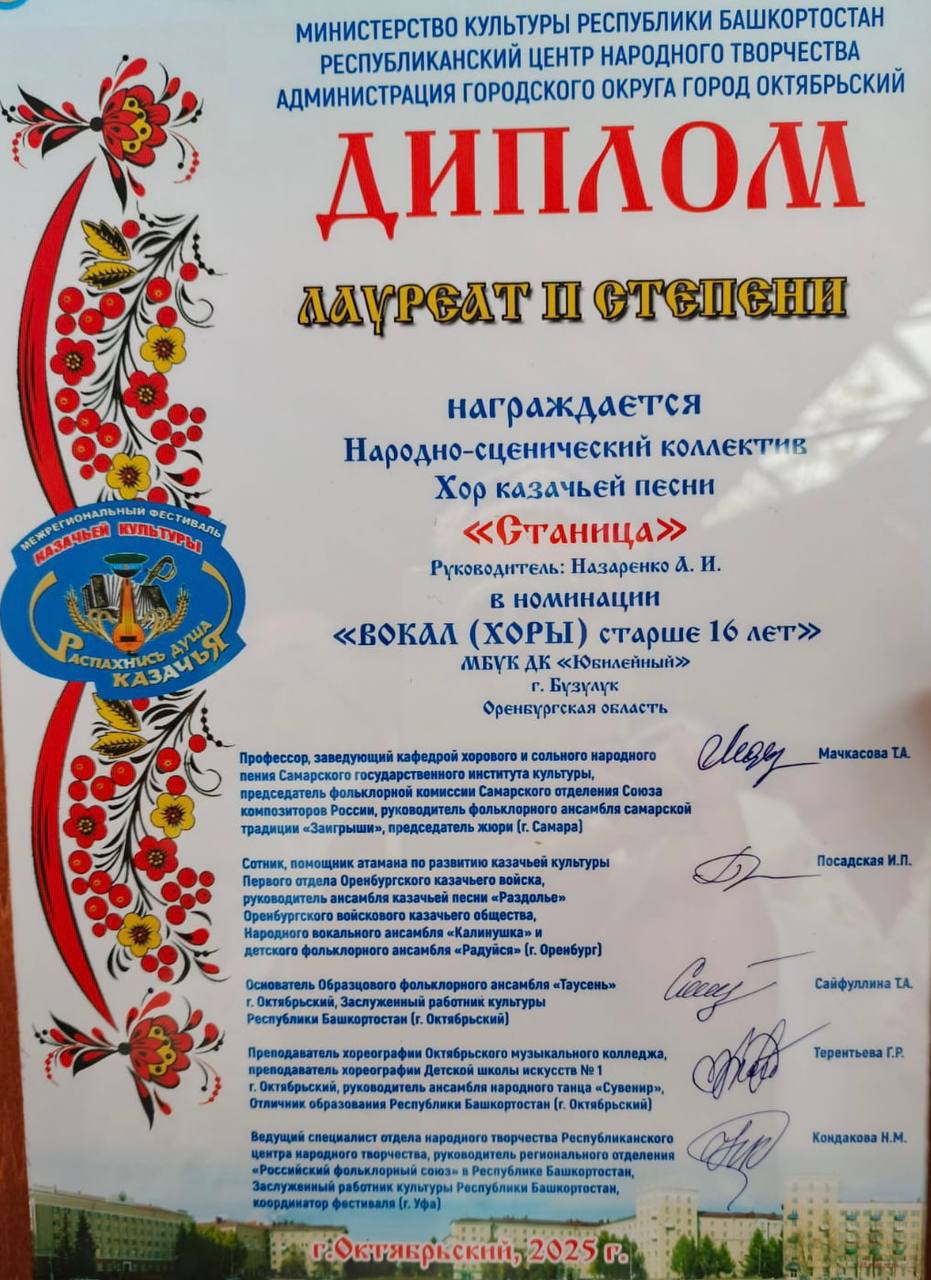 МИНИСТЕРСТВО КУЛЬТУРЫ РЕСПУБЛИКИ БАШКОРТОСТАН
РЕСПУБЛИКАНСКИЙ ЦЕНТР НАРОДНОГО ТВОРЧЕСТВА
АДМИНИСТРАЦИЯ ГОРОДСКОГО ОКРУГА ГОРОД ОКТЯБРЬСКИЙ
ДИПЛОМ
ЛАУРЕАТ II СТЕПЕНИ
награждается
Народно-сценический коллектив
Хор казачьей песни
«Станица»
Руководитель: Назаренко А. И.
в номинации
«ВОКАЛ (ХОРЫ) старше 16 лет»
МБУК ДК «Юбилейный»
г. Бузулук
Оренбургская область
МЕЖРЕГИОНАЛЬНЫЙ ФЕСТИВАЛЬ
КАЗАЧЬЕЙ КУЛЬТУРЫ
РАСПАХНИСЬ ДУША
КАЗАЧЬЯ
Профессор, заведующий кафедрой хорового и сольного народного
пения Самарского государственного института культуры,
председатель фольклорной комиссии Самарского отделения Союза
композиторов России, руководитель фольклорного ансамбля самарской
традиции «Заигрыши», председатель жюри (г. Самара)
Мачкасова Т.А.
Сотник, помощник атамана по развитию казачьей культуры
Первого отдела Оренбургского казачьего войска,
руководитель ансамбля казачьей песни «Раздолье»
Оренбургского войскового казачьего общества,
Народного вокального ансамбля «Калинушка» и
детского фольклорного ансамбля «Радуйся» (г. Оренбург)
Посадская И.П.
Основатель Образцового фольклорного ансамбля «Таусень»
г. Октябрьский, Заслуженный работник культуры
Республики Башкортостан (г. Октябрьский)
Сайфуллина Т.А.
Преподаватель хореографии Октябрьского музыкального колледжа,
преподаватель хореографии Детской школы искусств № 1
г. Октябрьский, руководитель ансамбля народного танца «Сувенир»,
Отличник образования Республики Башкортостан (г. Октябрьский)
Терентьева Г.Р.
Ведущий специалист отдела народного творчества Республиканского
центра народного творчества, руководитель регионального отделения
«Российский фольклорный союз» в Республике Башкортостан,
Заслуженный работник культуры Республики Башкортостан,
координатор фестиваля (г. Уфа)
Кондакова Н.М.
г.Октябрьский, 2025 г.